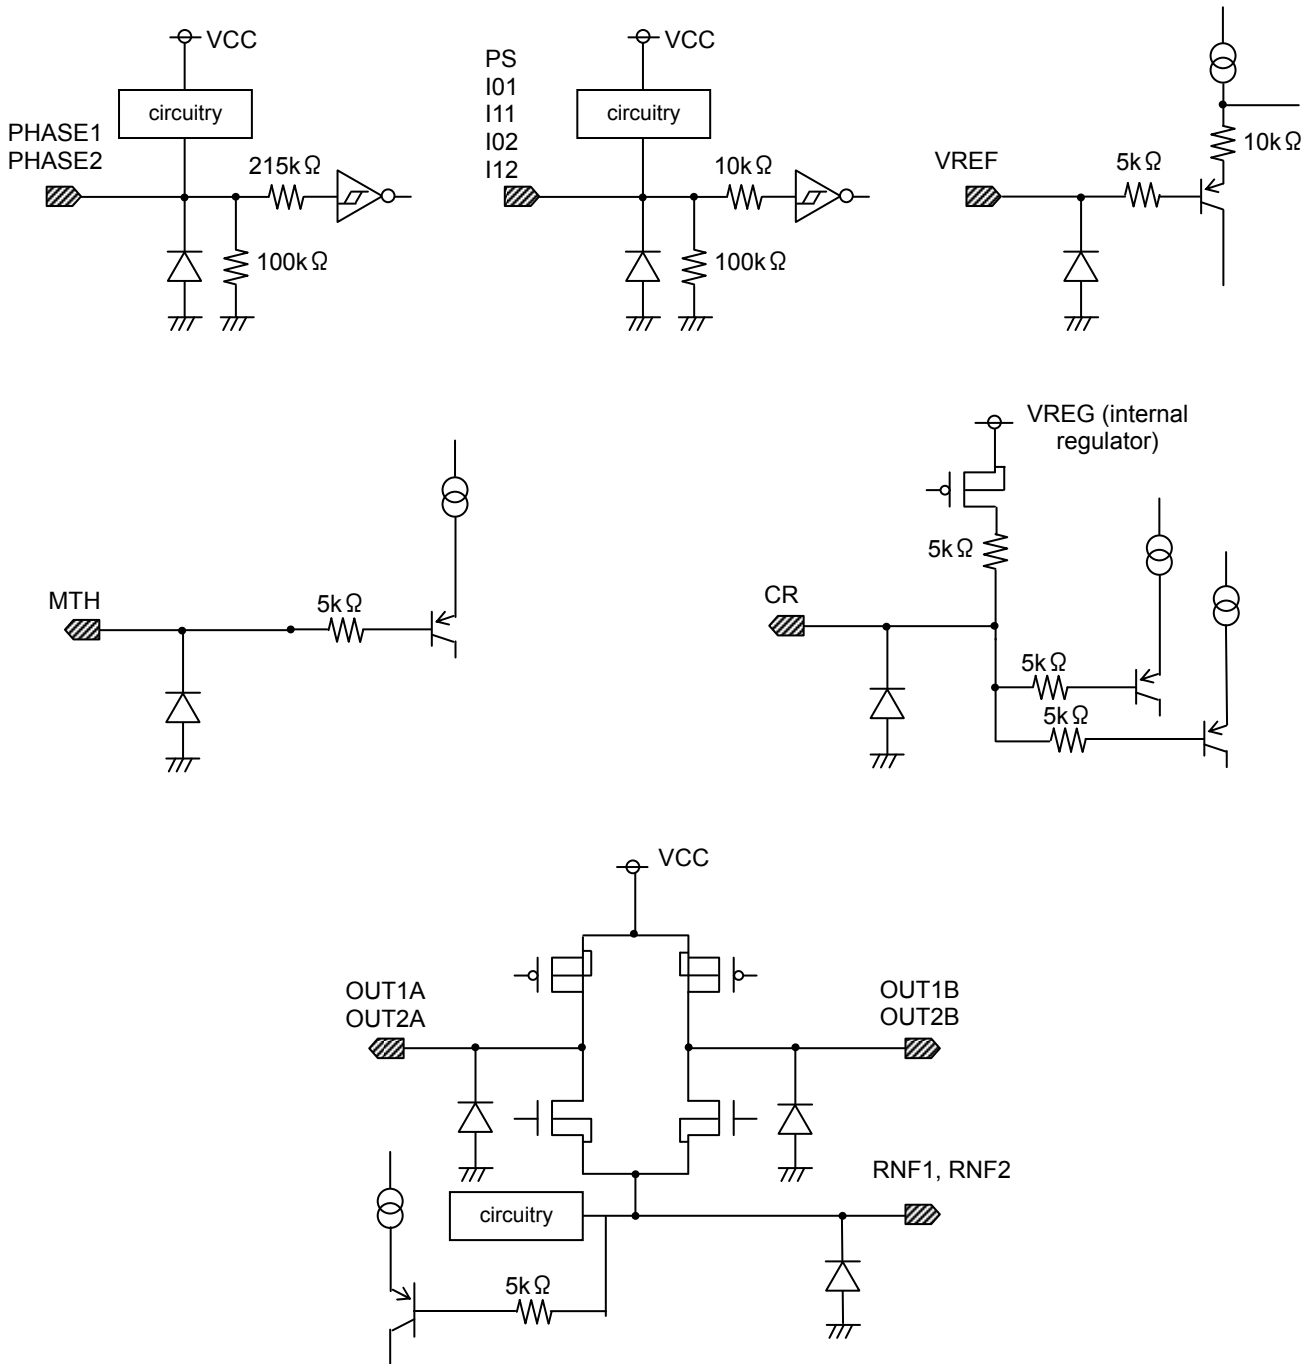 VCC
circuitry
PHASE1
PHASE2
215kΩ
100kΩ
VCC
PS
I01
I11
I02
I12
circuitry
10kΩ
100kΩ
VREF
5kΩ
10kΩ
MTH
5kΩ
VREG (internal
regulator)
5kΩ
CR
5kΩ
5kΩ
VCC
OUT1A
OUT2A
OUT1B
OUT2B
RNF1, RNF2
circuitry
5kΩ